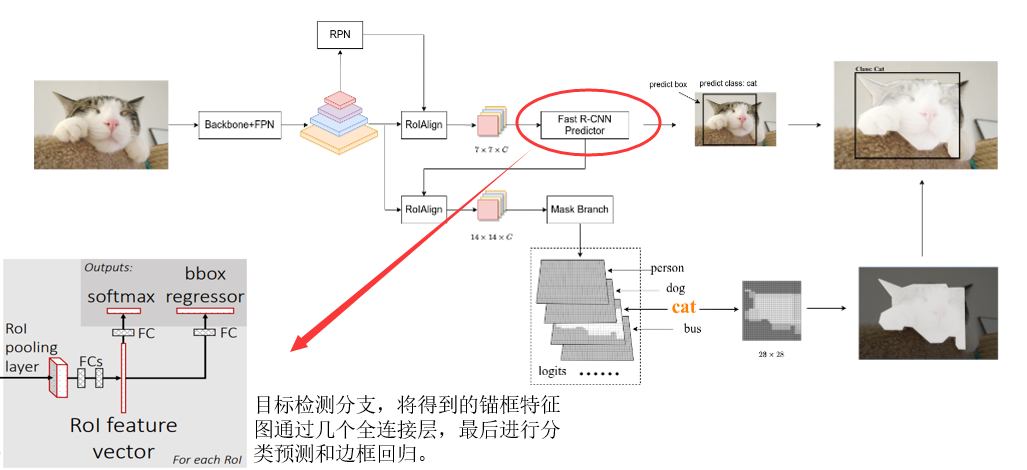 RPN
Backbone+FPN
RoIAlign
7 × 7 × C
Fast R-CNN
Predictor
predict box
predict class: cat
Class: Cat
RoIAlign
14 × 14 × C
Mask Branch
person
dog
cat
bus
logits
......
28 × 28
Outputs:
softmax
bbox
regressor
FC
FC
RoI
pooling
layer
FCs
RoI feature
vector
For each RoI
目标检测分支，将得到的锚框特征
图通过几个全连接层，最后进行分
类预测和边框回归。